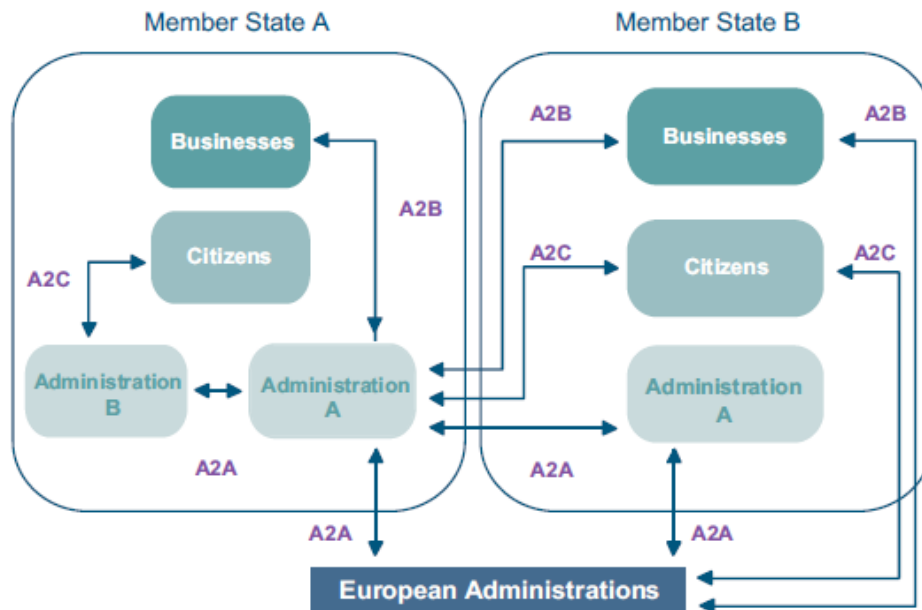 Member State A
Member State B
A2B
A2B
Businesses
Businesses
A2B
Citizens
A2C
A2C
Citizens
A2C
Administration
B
Administration
A
Administration
A
A2A
A2A
A2A
A2A
European Administrations